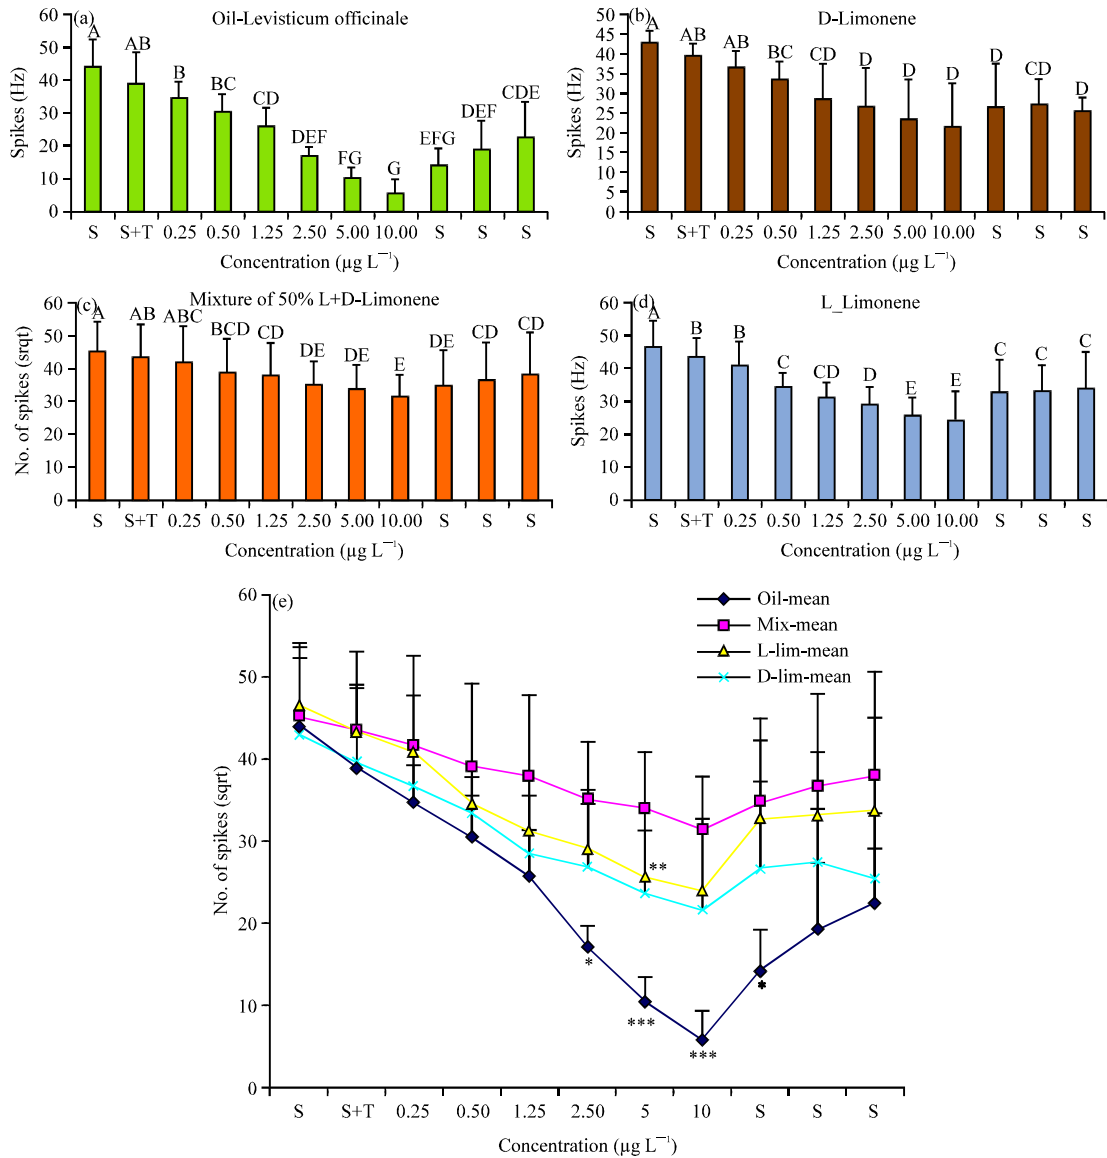 (a) Oil-Levisticum officinale
Spikes (Hz)
60
50
40
30
20
10
0
A AB B BC CD DEF FG G EFG DEF CDE
S S+T 0.25 0.50 1.25 2.50 5.00 10.00 S S S
Concentration (µg L⁻¹)
(b) D-Limonene
Spikes (Hz)
45
50
40
35
30
25
20
15
10
5
0
A AB AB BC CD D D D D CD D
S S+T 0.25 0.50 1.25 2.50 5.00 10.00 S S S
Concentration (µg L⁻¹)
(c) Mixture of 50% L+D-Limonene
No. of spikes (srqt)
60
50
40
30
20
10
0
A AB ABC BCD CD DE DE E DE CD CD
S S+T 0.25 0.50 1.25 2.50 5.00 10.00 S S S
Concentration (µg L⁻¹)
(d) L_Limonene
Spikes (Hz)
60
50
40
30
20
10
0
A B B C CD D E E C C C
S S+T 0.25 0.50 1.25 2.50 5.00 10.00 S S S
Concentration (µg L⁻¹)
(e)
Oil-mean
Mix-mean
L-lim-mean
D-lim-mean
No. of spikes (sqrt)
60
50
40
30
20
10
0
**
*
***
***
*
S S+T 0.25 0.50 1.25 2.50 5 10 S S S
Concentration (µg L⁻¹)